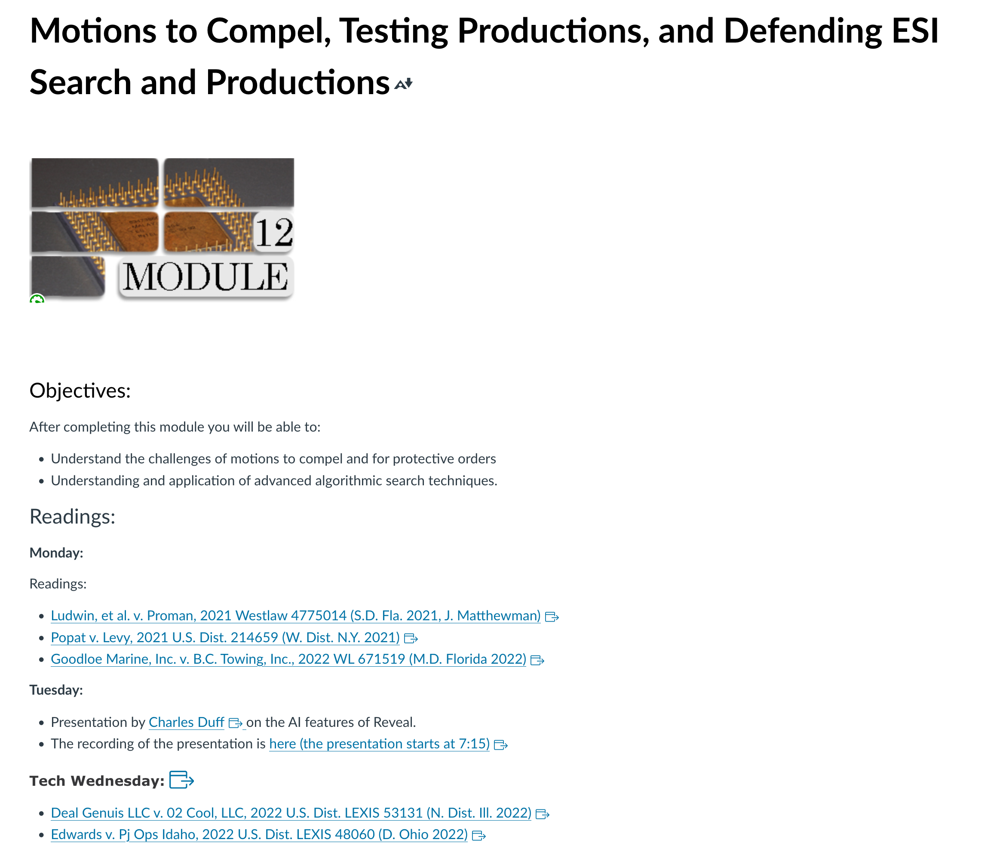 Motions to Compel, Testing Productions, and Defending ESI
Search and Productions
12
MODULE
Objectives:
After completing this module you will be able to:
Understand the challenges of motions to compel and for protective orders
Understanding and application of advanced algorithmic search techniques.
Readings:
Monday:
Readings:
Ludwin, et al. v. Proman, 2021 Westlaw 4775014 (S.D. Fla. 2021, J. Matthewman)
Popat v. Levy, 2021 U.S. Dist. 214659 (W. Dist. N.Y. 2021)
Goodloe Marine, Inc. v. B.C. Towing, Inc., 2022 WL 671519 (M.D. Florida 2022)
Tuesday:
Presentation by Charles Duff on the AI features of Reveal.
The recording of the presentation is here (the presentation starts at 7:15)
Tech Wednesday:
Deal Genuis LLC v. 02 Cool, LLC, 2022 U.S. Dist. LEXIS 53131 (N. Dist. Ill. 2022)
Edwards v. Pj Ops Idaho, 2022 U.S. Dist. LEXIS 48060 (D. Ohio 2022)